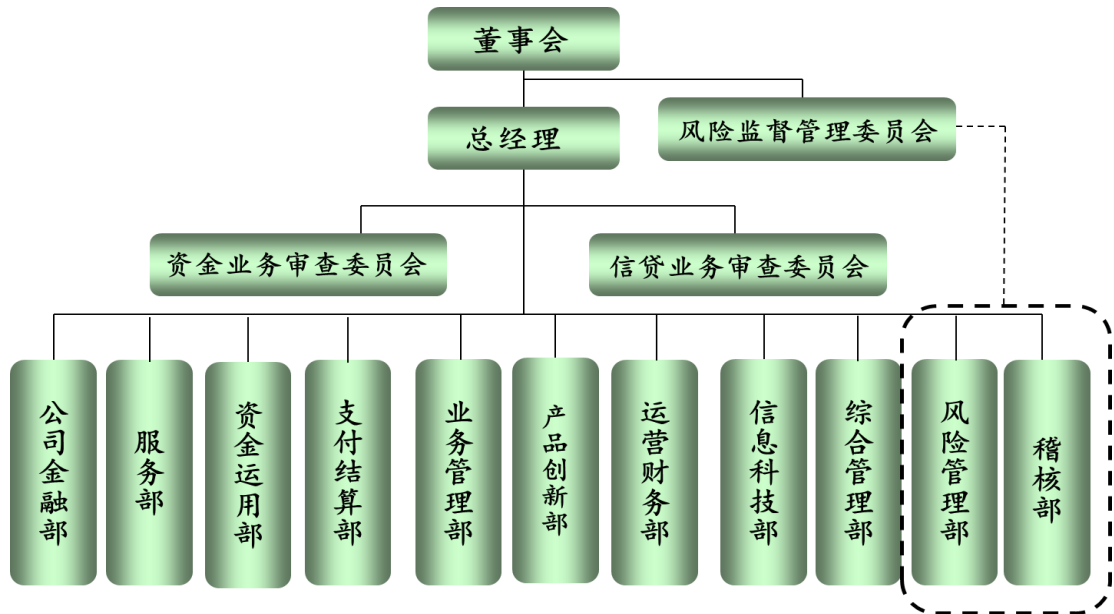 董事会
总经理
风险监督管理委员会
资金业务审查委员会
信贷业务审查委员会
公司金融部
服务部
资金运用部
支付结算部
业务管理部
产品创新部
运营财务部
信息科技部
综合管理部
风险管理部
稽核部